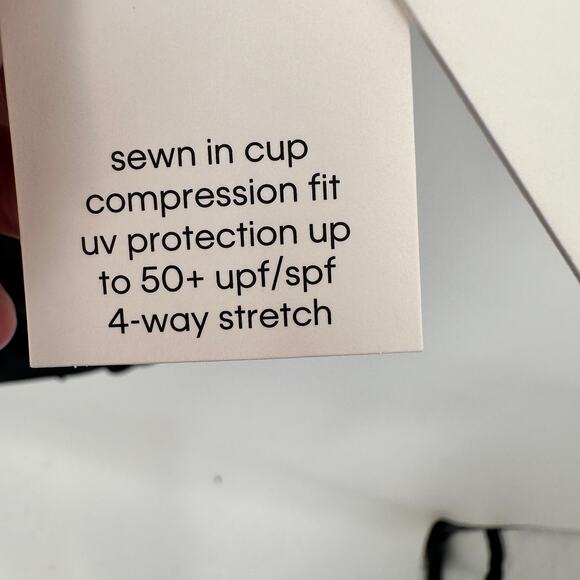 sewn in cup
compression fit
uv protection up
to 50+ upf/spf
4-way stretch